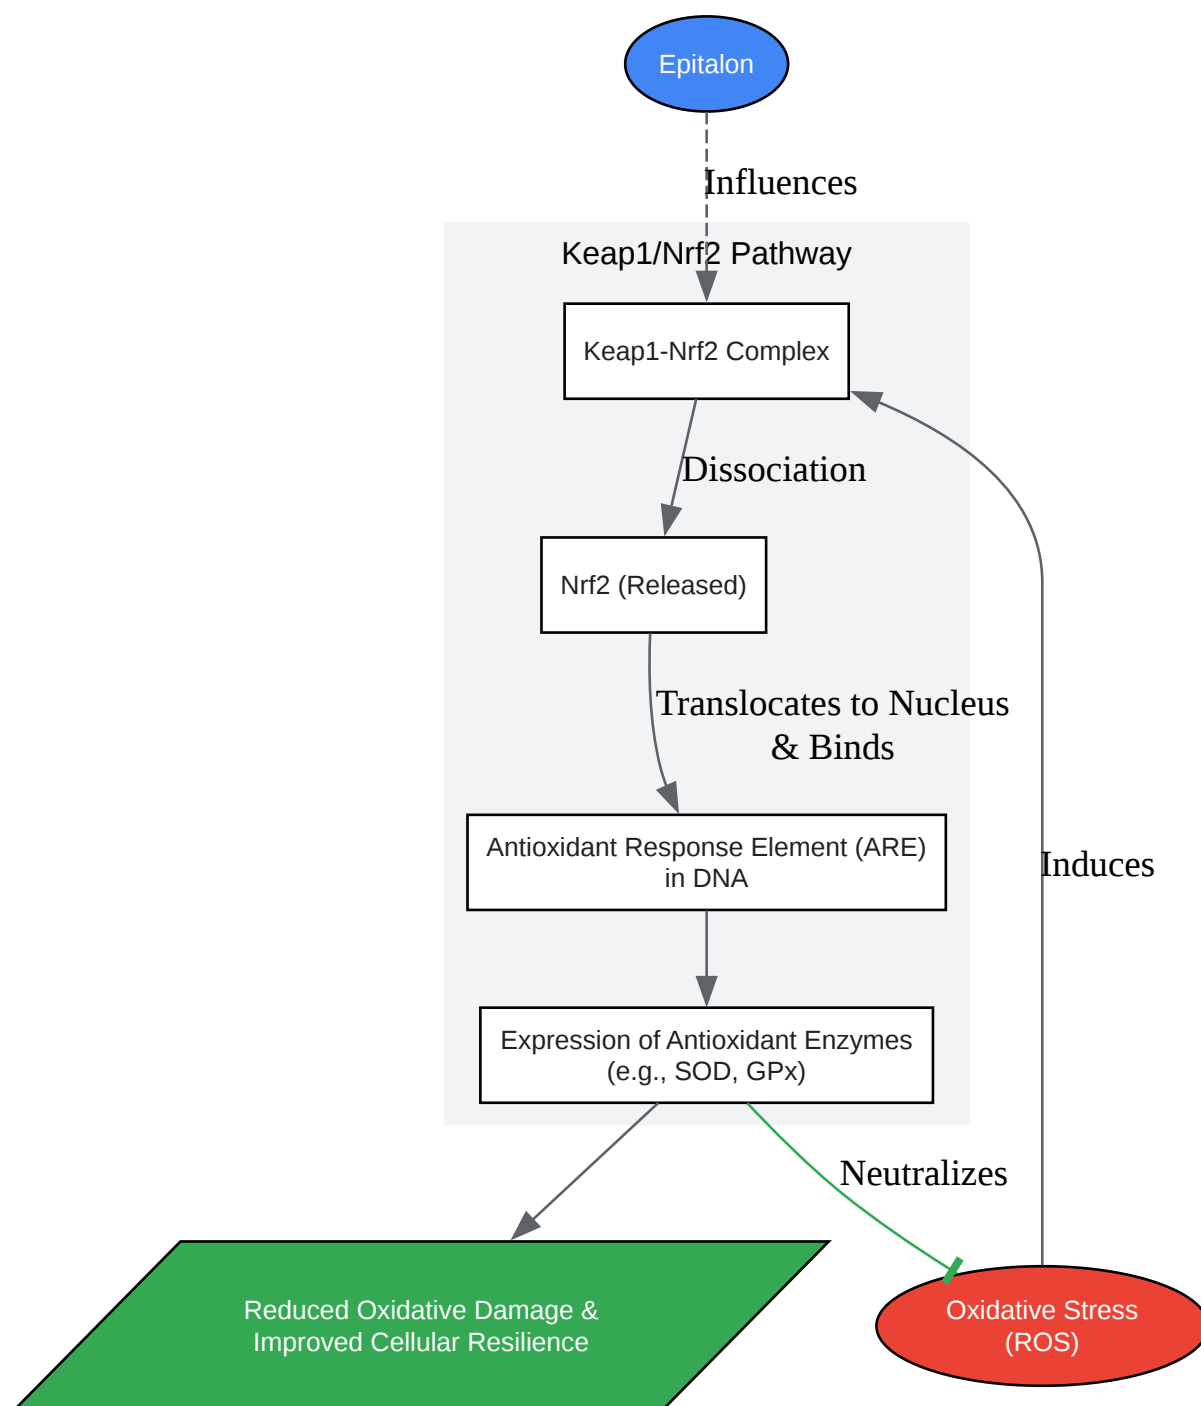 Epitalon
Influences
Keap1/Nrf2 Pathway
Keap1-Nrf2 Complex
Dissociation
Nrf2 (Released)
Translocates to Nucleus
& Binds
Antioxidant Response Element (ARE)
in DNA
Induces
Expression of Antioxidant Enzymes
(e.g., SOD, GPx)
Neutralizes
Reduced Oxidative Damage &
Improved Cellular Resilience
Oxidative Stress
(ROS)